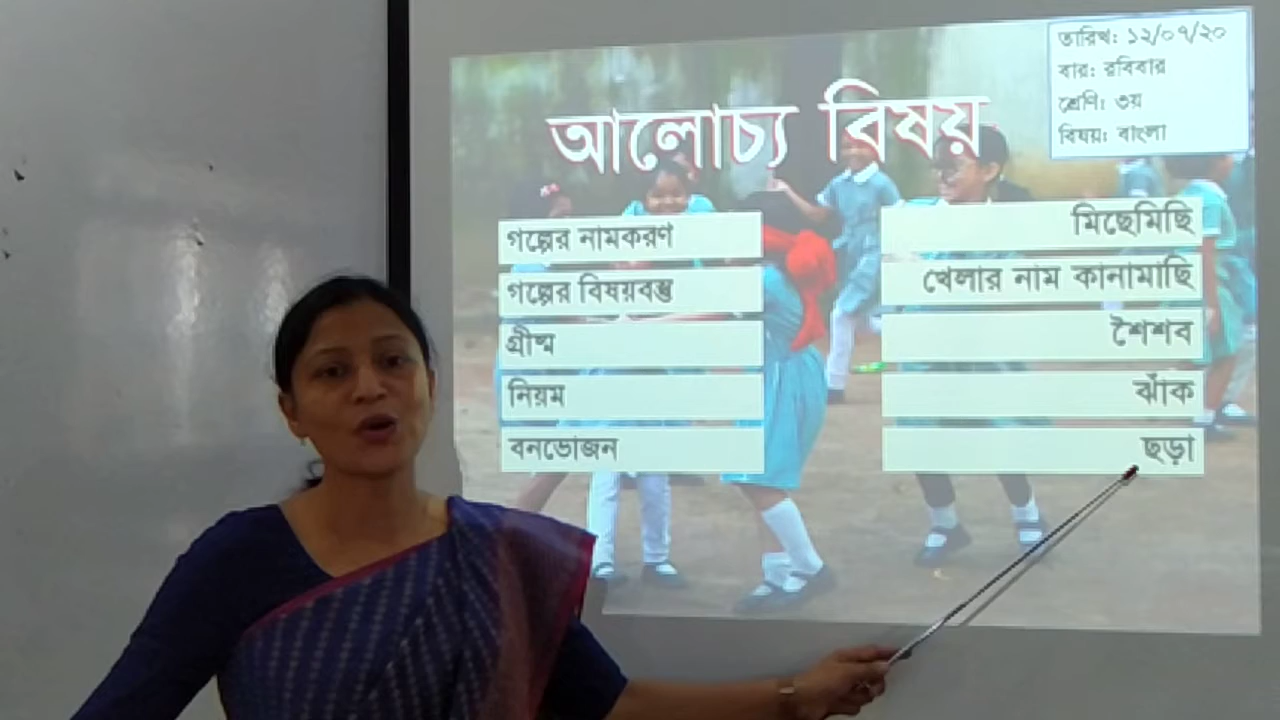 তারিখ: ১২/০৭/২০
বার: রবিবার
শ্রেণি: ৩য়
বিষয়: বাংলা
আলোচ্য বিষয়
গল্পের নামকরণ
গল্পের বিষয়বস্তু
গ্রীষ্ম
নিয়ম
বনভোজন
মিছেমিছি
খেলার নাম কানামাছি
শৈশব
ঝাঁক
ছড়া